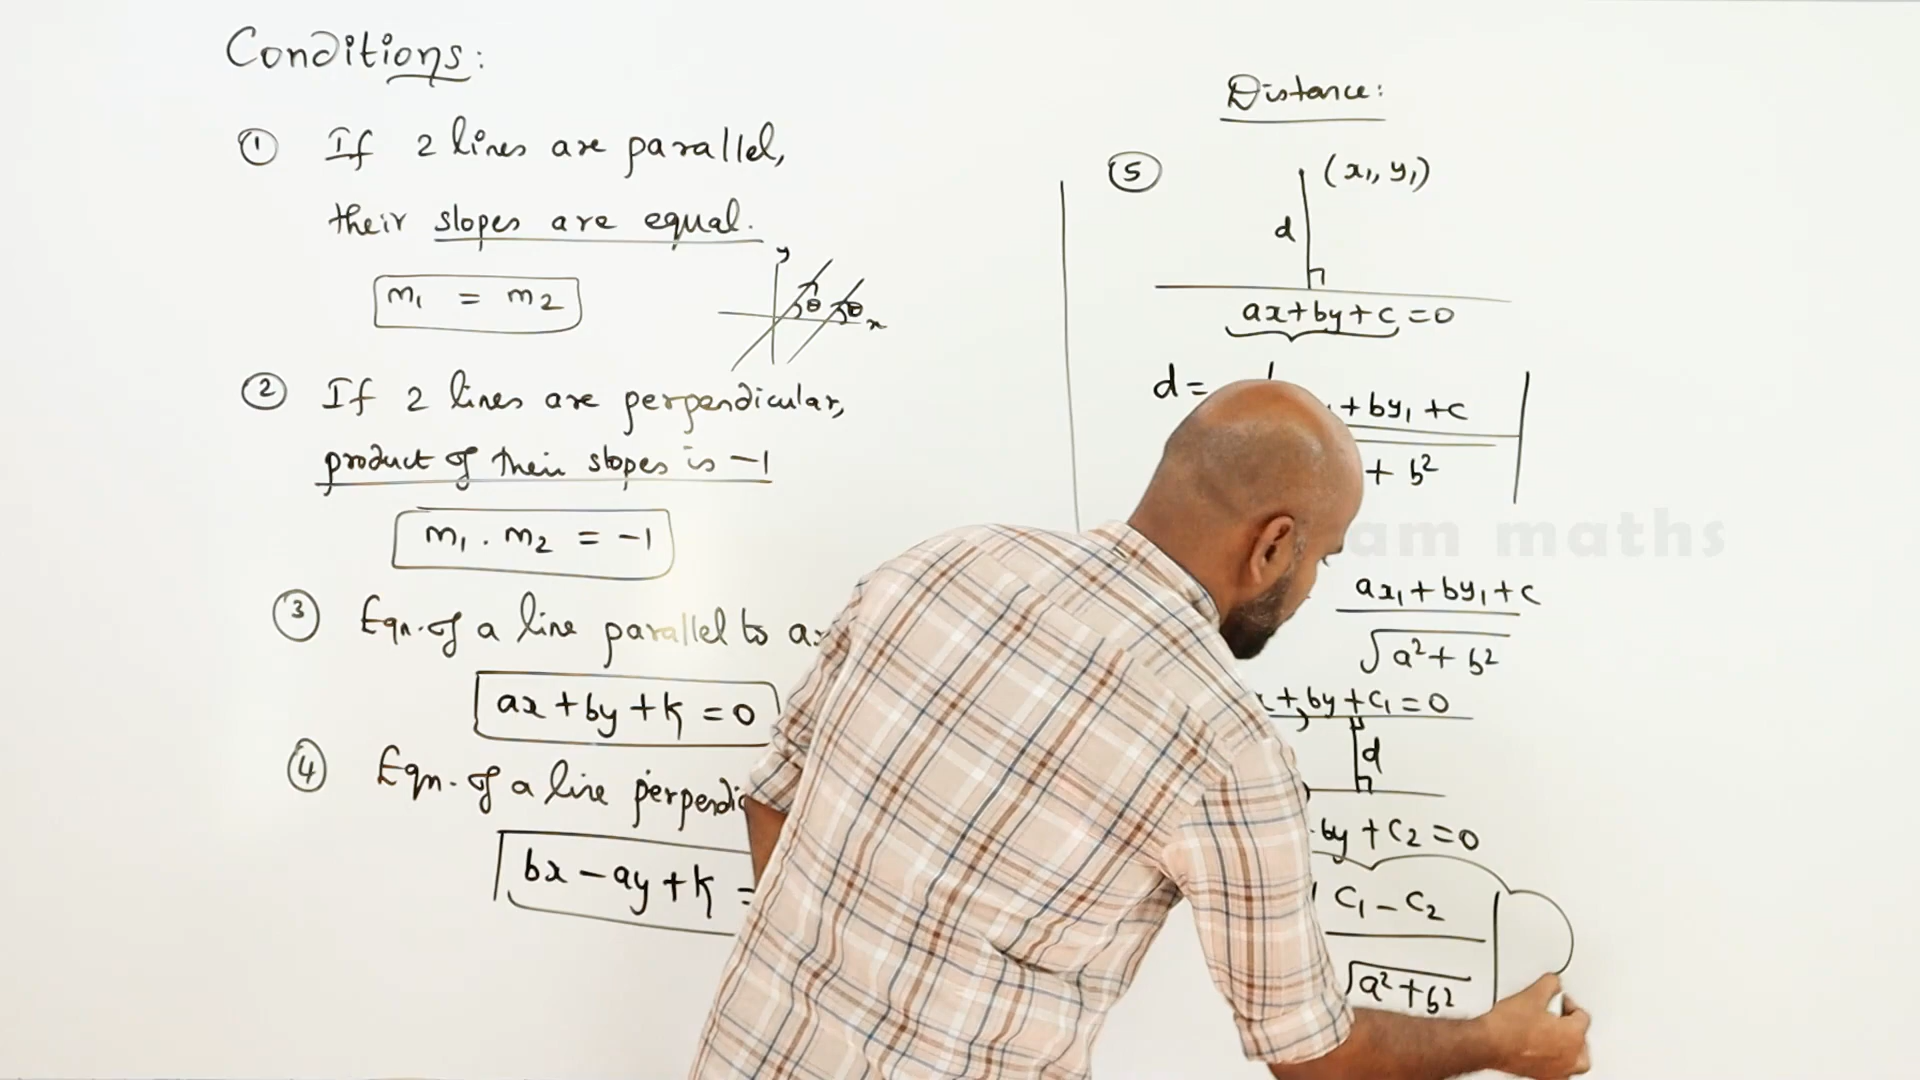 Conditions:
① If 2 lines are parallel,
their slopes are equal.
m₁ = m₂
y
θ θ
x
② If 2 lines are perpendicular,
product of their slopes is -1
m₁ . m₂ = -1
③ Eqn. of a line parallel to
ax + by + k = 0
④ Eqn. of a line
bx - ay + k =
Distance:
⑤ (x₁, y₁)
d
ax + by + c = 0
d = + by₁ + c
+ b²
am maths
ax₁ + by₁ + c
√a² + b²
+ by + c₁ = 0
d
by + c₂ = 0
c₁ - c₂
√a² + b²